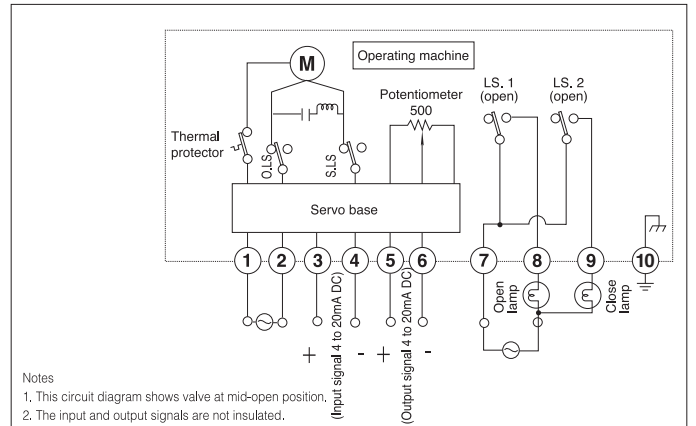 M
Operating machine
LS. 1
(open)
LS. 2
(open)
Potentiometer
500
Thermal
protector
O.LS
S.LS
Servo base
1
2
3
4
5
6
7
8
9
10
+
(Input signal 4 to 20mA DC)
-
+
(Output signal 4 to 20mA DC)
-
Open
lamp
Close
lamp
Notes
1. This circuit diagram shows valve at mid-open position.
2. The input and output signals are not insulated.